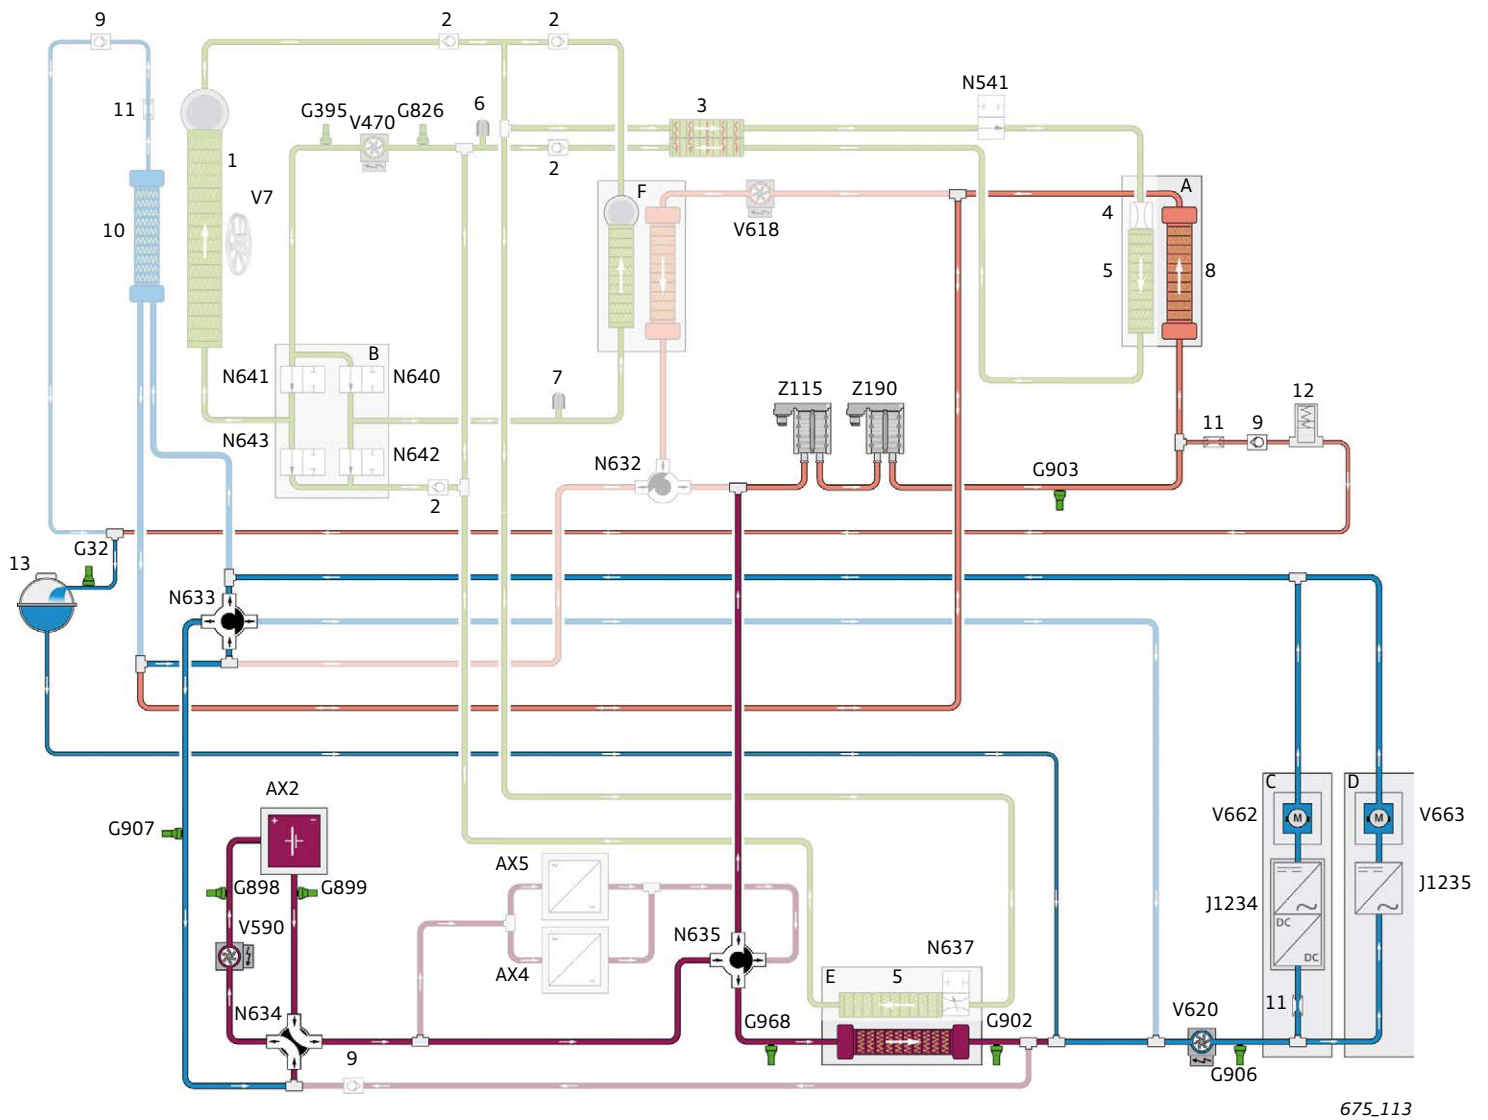 9
2
2
11
G395
V470
G826
6
3
N541
1
2
V7
F
A
10
V618
4
5
8
N641
B
N640
7
Z115
Z190
12
N643
N642
N632
11
9
G903
2
G32
13
N633
AX2
C
D
G907
V662
M
M
V663
+
-
AX5
~
-
G898
G899
J1234
J1235
V590
N635
DC
DC
AX4
~
-
N637
E
5
N634
G968
G902
V620
11
9
G906
675_113